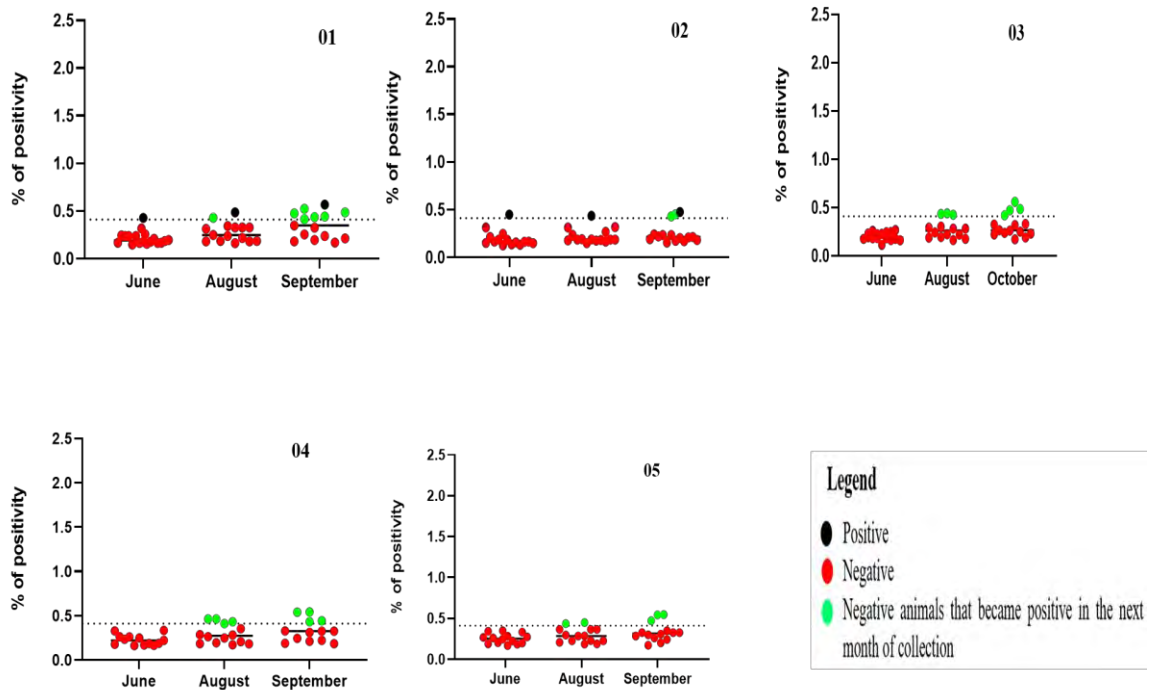 01
% of positivity
2.5
2.0
1.5
1.0
0.5
0.0
June August September
02
% of positivity
2.5
2.0
1.5
1.0
0.5
0.0
June August September
03
% of positivity
2.5
2.0
1.5
1.0
0.5
0.0
June August October
04
% of positivity
2.5
2.0
1.5
1.0
0.5
0.0
June August September
05
% of positivity
2.5
2.0
1.5
1.0
0.5
0.0
June August September
Legend
Positive
Negative
Negative animals that became positive in the next
month of collection